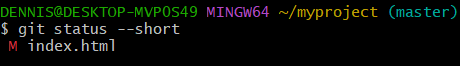 DENNIS@DESKTOP-MVPOS49 MINGW64 ~/myproject (master)
$ git status --short
 M index.html